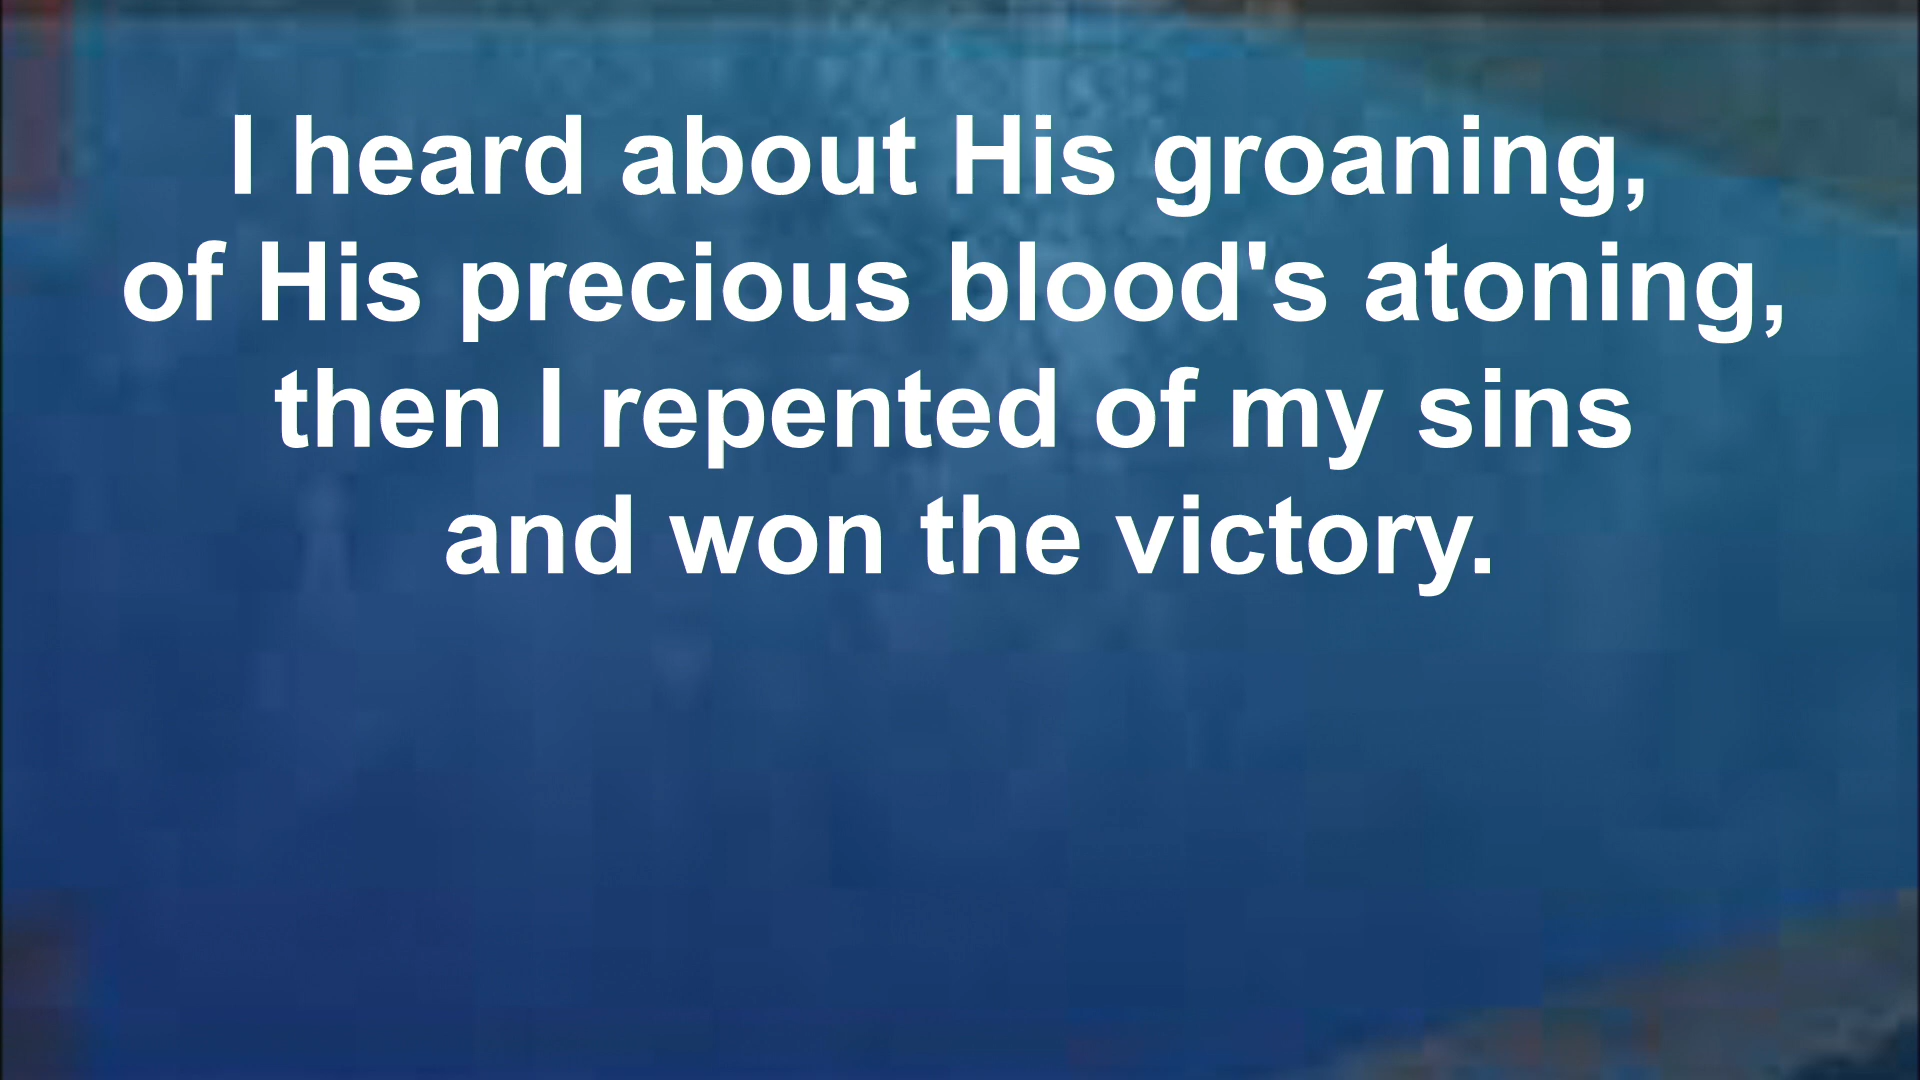 I heard about His groaning,
of His precious blood's atoning,
then I repented of my sins
and won the victory.